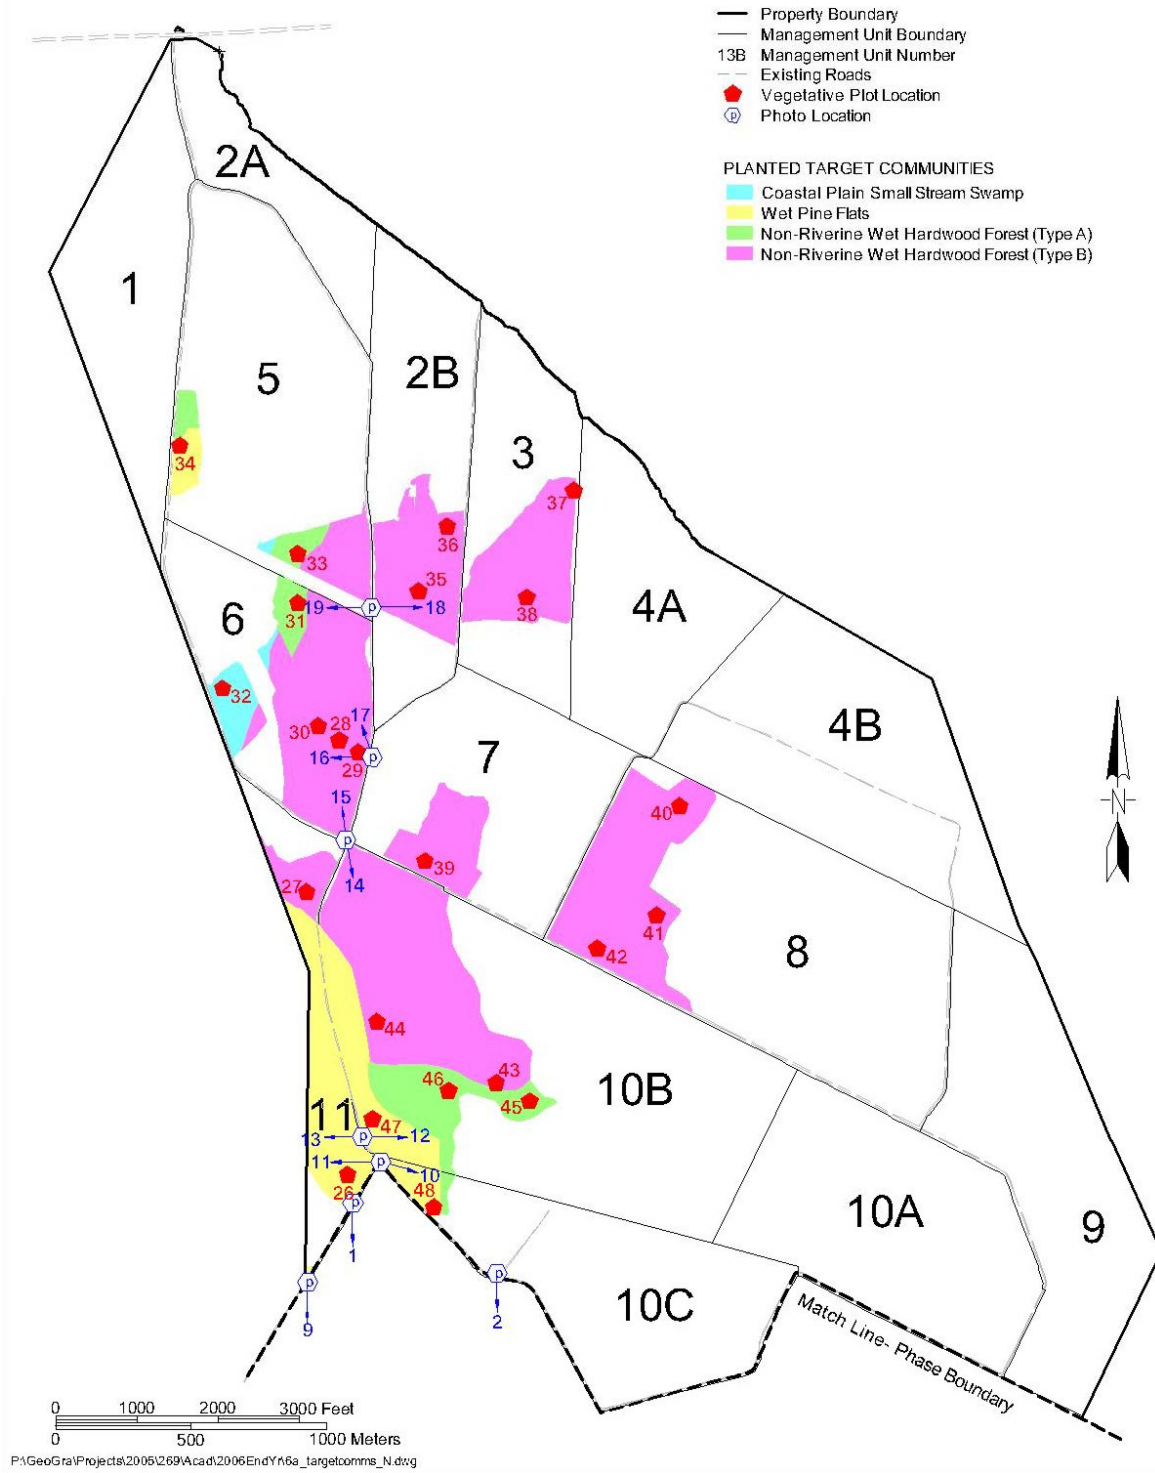 Property Boundary
Management Unit Boundary
13B Management Unit Number
Existing Roads
Vegetative Plot Location
p Photo Location
PLANTED TARGET COMMUNITIES
Coastal Plain Small Stream Swamp
Wet Pine Flats
Non-Riverine Wet Hardwood Forest (Type A)
Non-Riverine Wet Hardwood Forest (Type B)
2A
1
5
2B
3
34
37
36
33
35
38
31
19
p
18
6
4A
32
30
28
17
16
29
p
7
4B
15
p
14
40
39
27
41
42
8
44
43
46
45
10B
11
47
13
p
12
11
p
10
26
48
p
1
10A
9
p
9
p
2
10C
Match Line- Phase Boundary
N
0 1000 2000 3000 Feet
0 500 1000 Meters
P:\GeoGra\Projects\2005\269\Acad\2006EndYr\6a_targetcomms_N.dwg